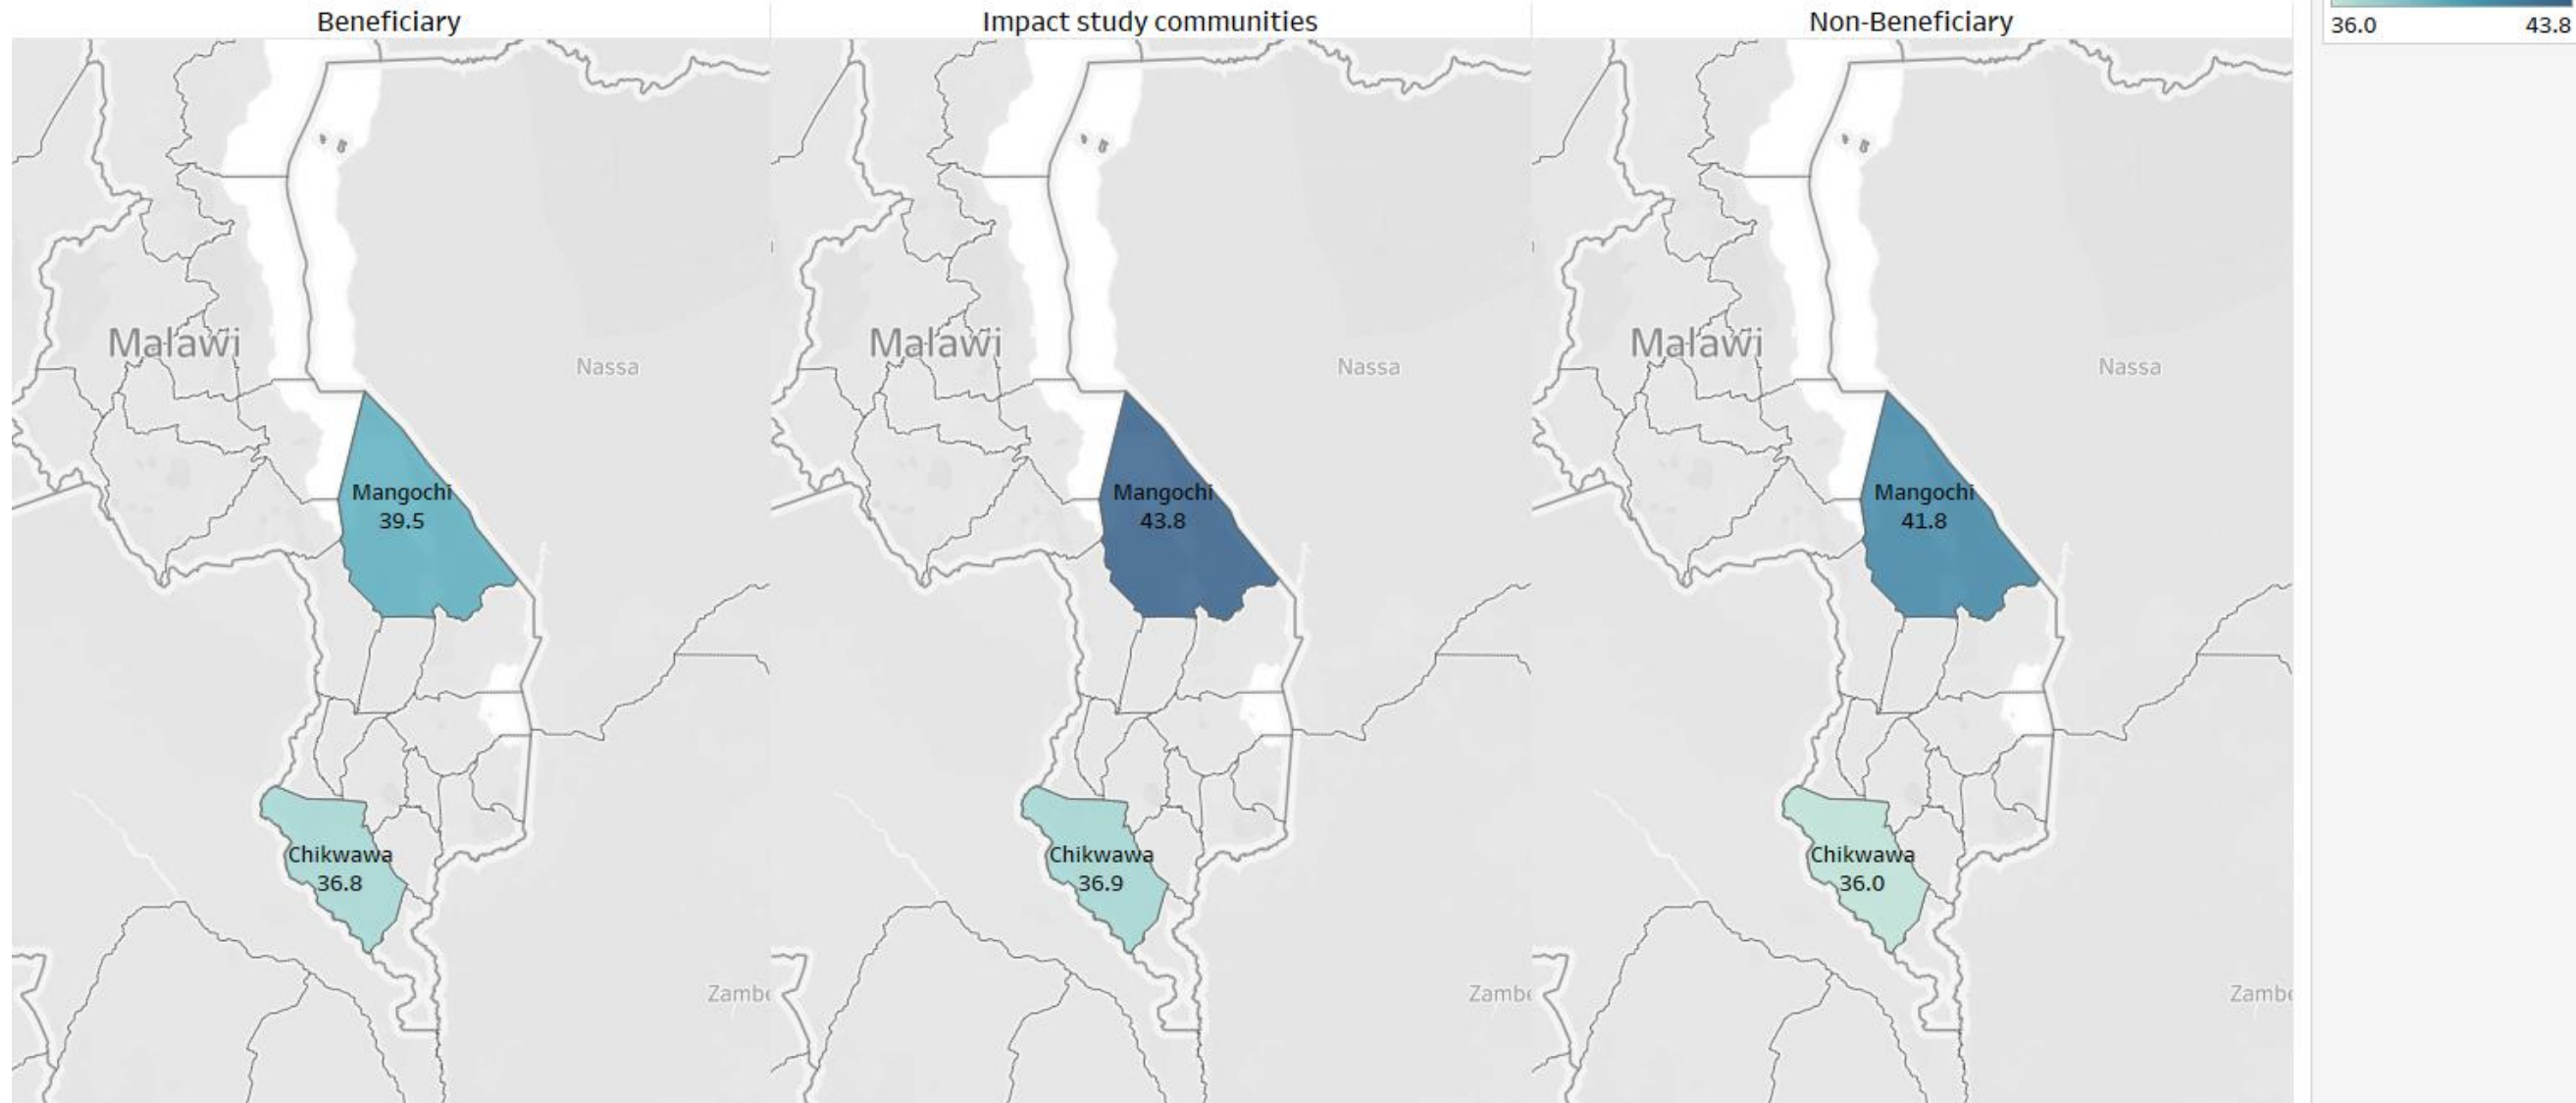 Beneficiary
Impact study communities
Non-Beneficiary
36.0 43.8
Malawi
Malawi
Malawi
Nassa
Nassa
Nassa
Mangochi
39.5
Mangochi
43.8
Mangochi
41.8
Chikwawa
36.8
Chikwawa
36.9
Chikwawa
36.0